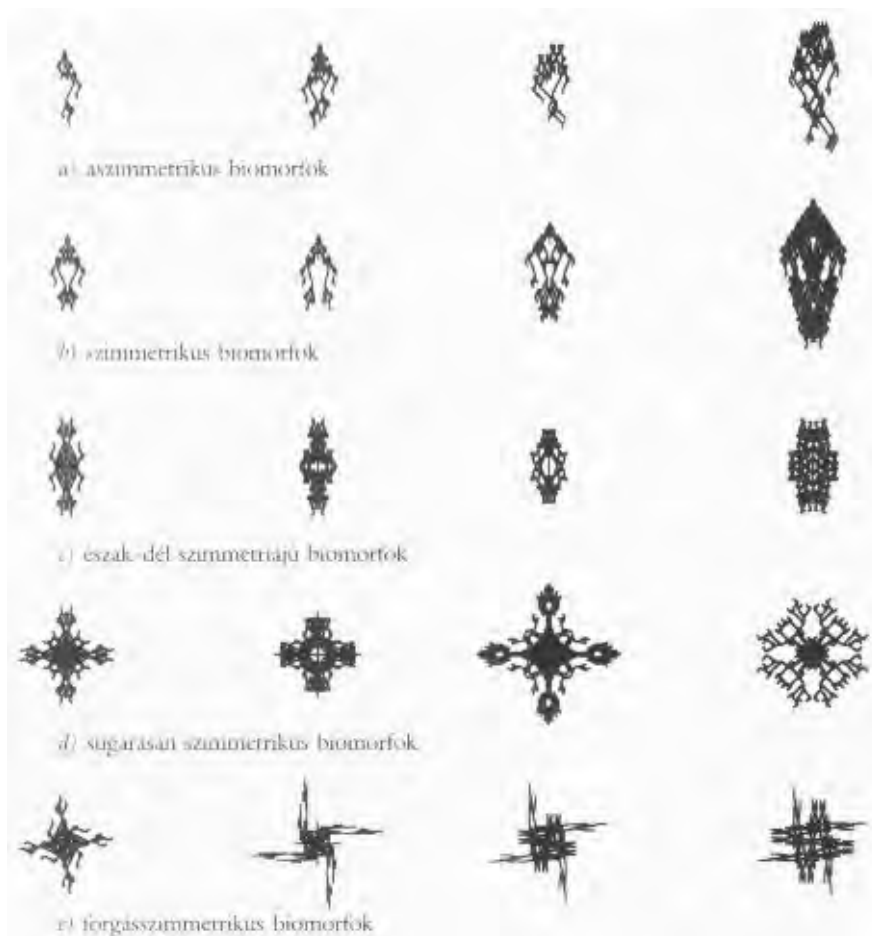 a) aszimmetrikus biomorfok
b) szimmetrikus biomorfok
c) észak-dél szimmetriájú biomorfok
d) sugarasan szimmetrikus biomorfok
e) forgásszimmetrikus biomorfok